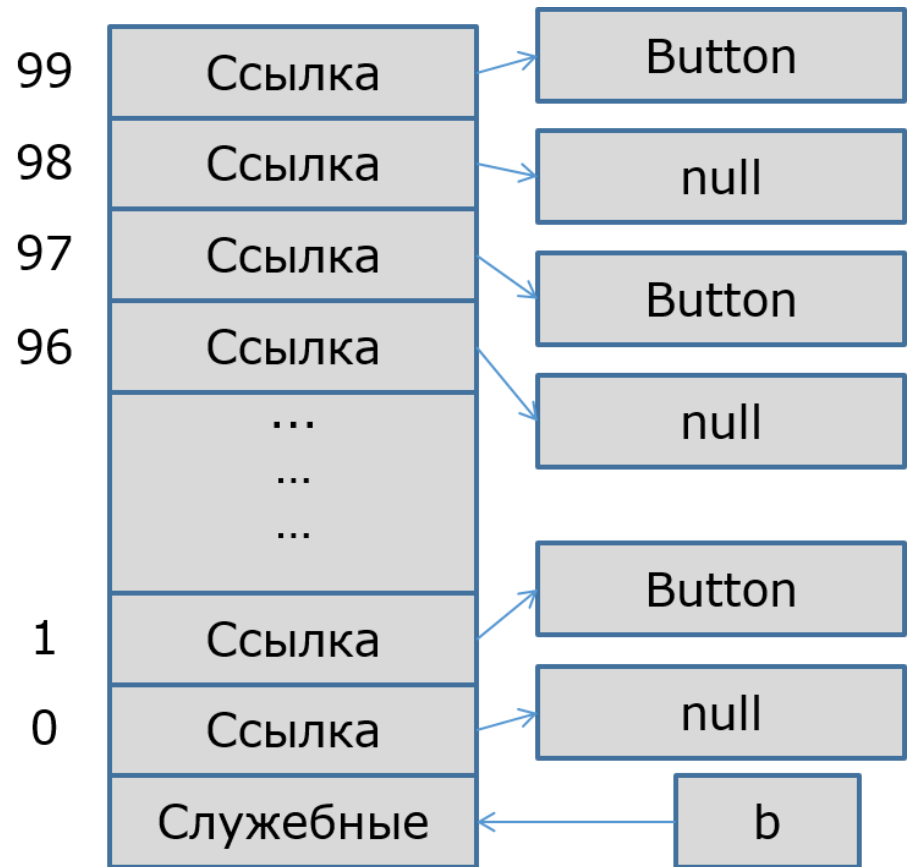 99 Ссылка Button
98 Ссылка null
97 Ссылка Button
96 Ссылка null
...
...
...
1 Ссылка Button
0 Ссылка null
Служебные b